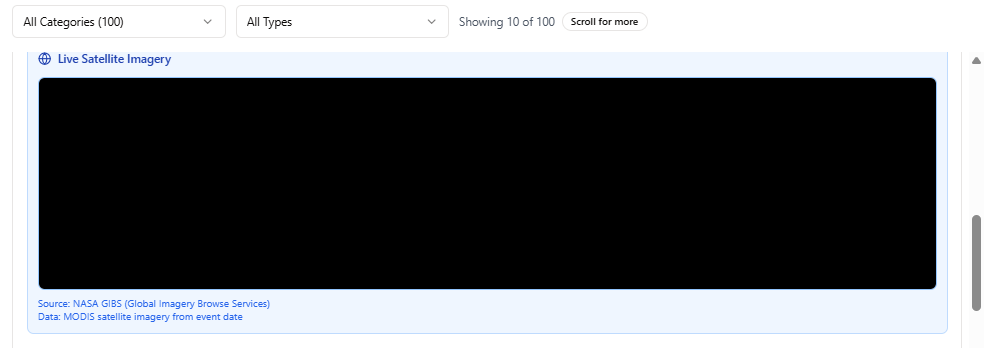 All Categories (100)
All Types
Showing 10 of 100
Scroll for more
Live Satellite Imagery
Source: NASA GIBS (Global Imagery Browse Services)
Data: MODIS satellite imagery from event date